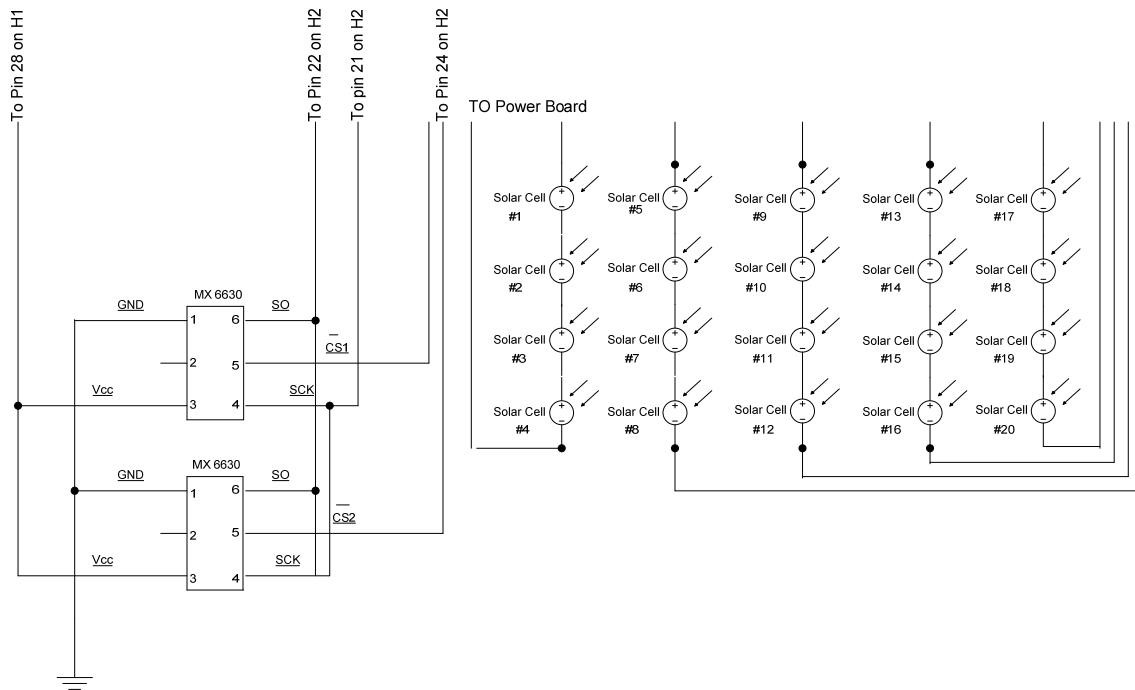 To Pin 28 on H1
To Pin 22 on H2
To pin 21 on H2
To Pin 24 on H2
TO Power Board
MX 6630
GND
1
6
SO
2
5
CS1
Vcc
3
4
SCK
MX 6630
GND
1
6
SO
2
5
CS2
Vcc
3
4
SCK
Solar Cell
#1
+
−
Solar Cell
#2
+
−
Solar Cell
#3
+
−
Solar Cell
#4
+
−
Solar Cell
#5
+
−
Solar Cell
#6
+
−
Solar Cell
#7
+
−
Solar Cell
#8
+
−
Solar Cell
#9
+
−
Solar Cell
#10
+
−
Solar Cell
#11
+
−
Solar Cell
#12
+
−
Solar Cell
#13
+
−
Solar Cell
#14
+
−
Solar Cell
#15
+
−
Solar Cell
#16
+
−
Solar Cell
#17
+
−
Solar Cell
#18
+
−
Solar Cell
#19
+
−
Solar Cell
#20
+
−